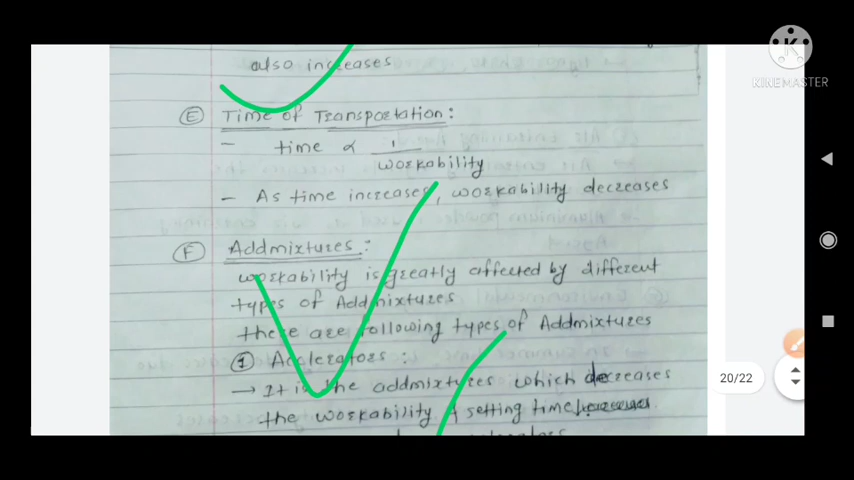 also increases
KINEMASTER
E Time of Transportation:
- time ∝ 1
workability
- As time increases, workability decreases
F Addmixtures:
workability is greatly affected by different
types of Addmixtures
there are following types of Addmixtures
1 Accelerators:
→ It is the addmixtures which decreases
20/22
the workability & setting time